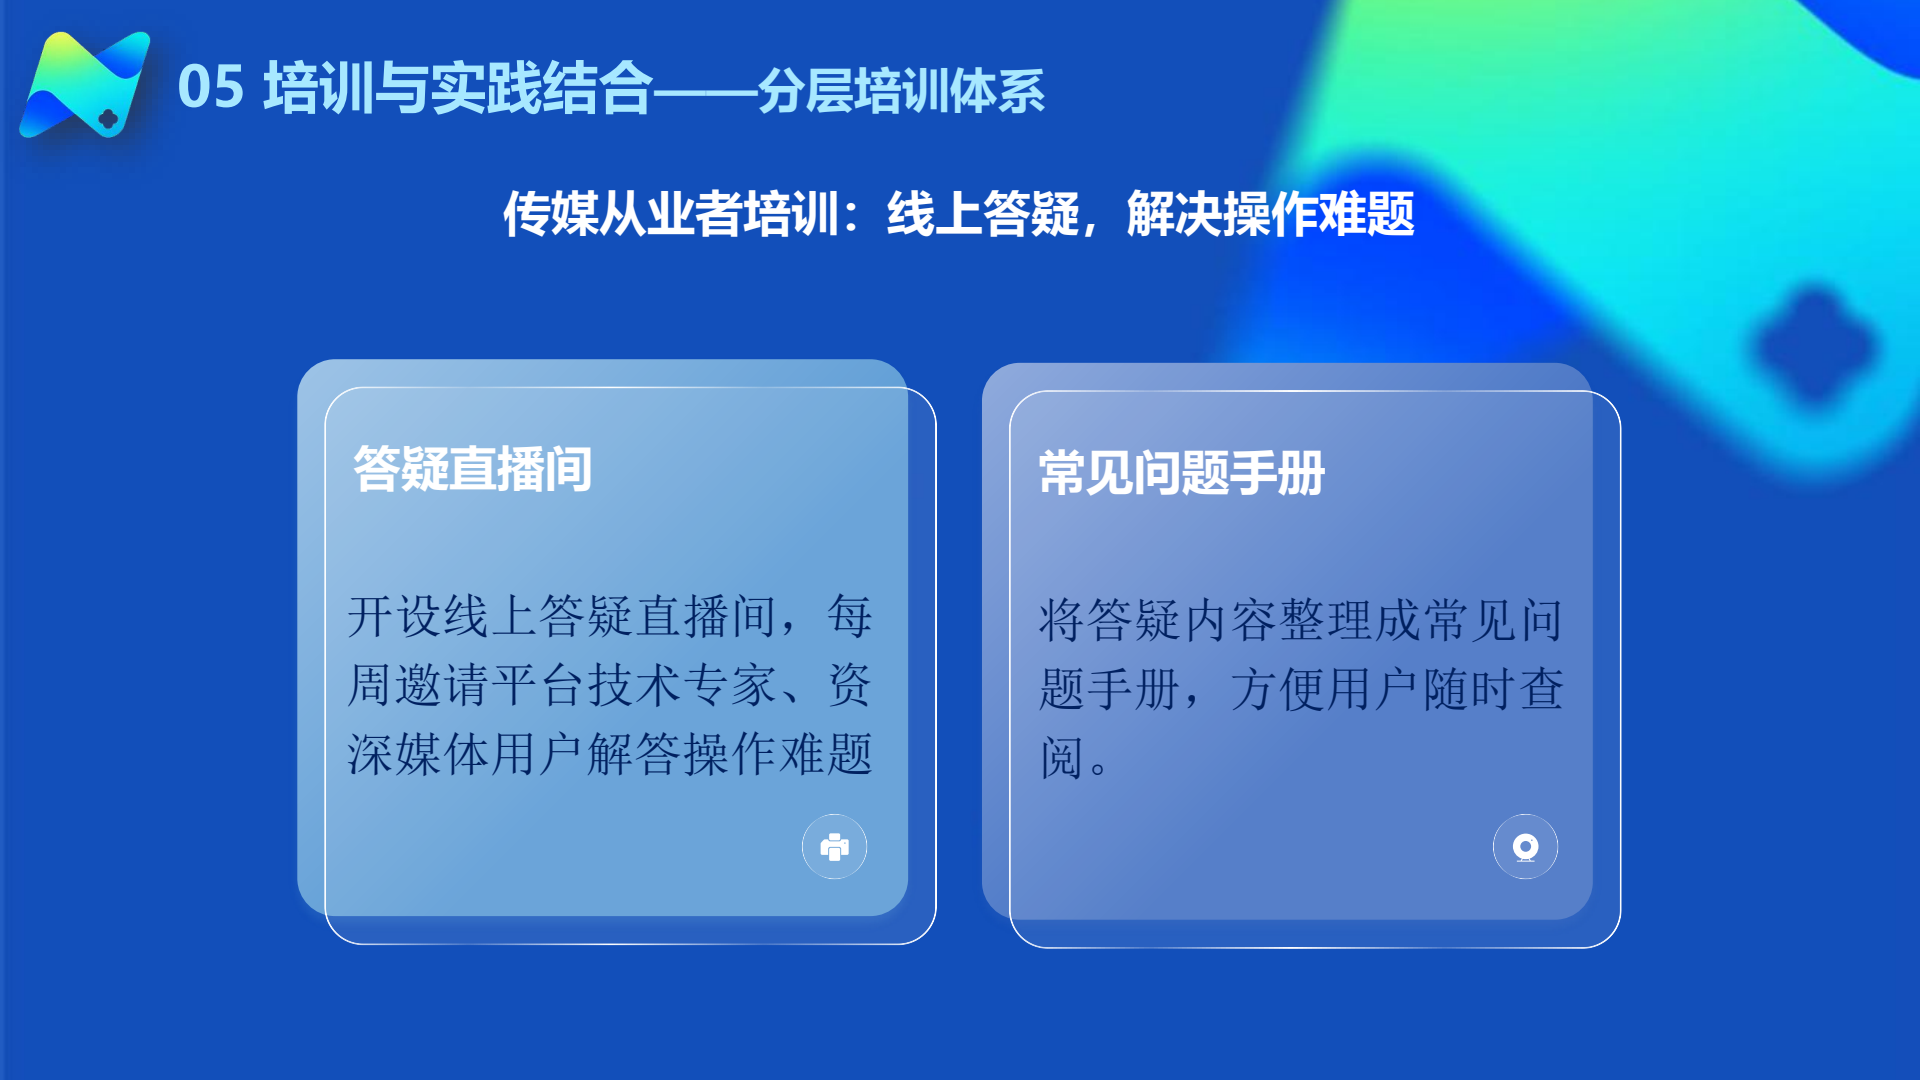 05 培训与实践结合——分层培训体系
传媒从业者培训：线上答疑，解决操作难题
答疑直播间
开设线上答疑直播间，每
周邀请平台技术专家、资
深媒体用户解答操作难题
常见问题手册
将答疑内容整理成常见问
题手册，方便用户随时查
阅。